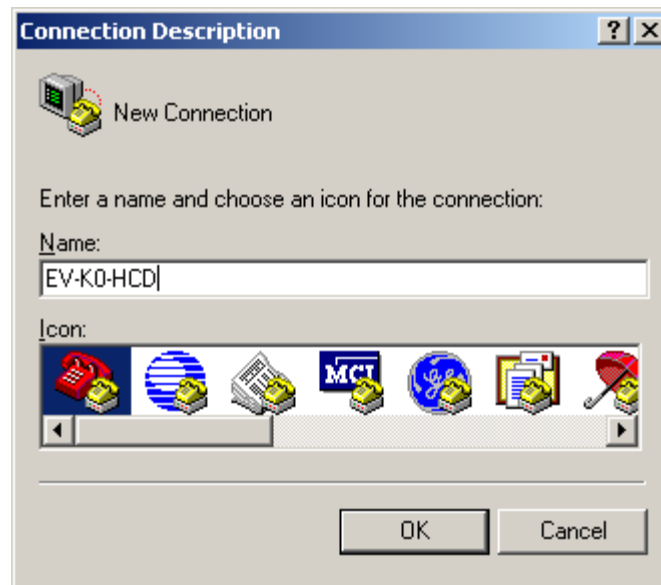 Connection Description
New Connection
Enter a name and choose an icon for the connection:
Name:
EV-K0-HCD
Icon:
MCI
OK
Cancel